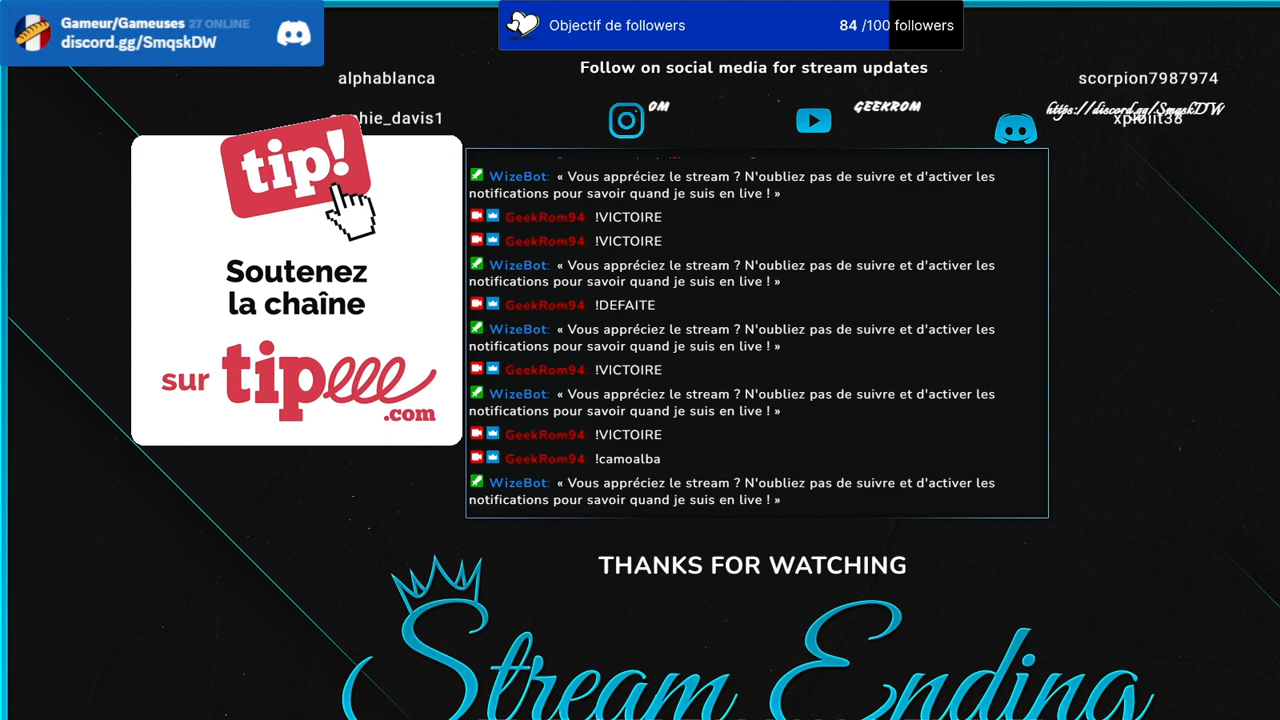 Gameur/Gameuses 27 ONLINE
discord.gg/SmqskDW
Objectif de followers 84 /100 followers
Follow on social media for stream updates
alphablanca
scorpion7987974
OM
GEEKROM
https://discord.gg/SmqskDW
tip!
Soutenez
la chaîne
sur tipeee
.com
WizeBot: « Vous appréciez le stream ? N'oubliez pas de suivre et d'activer les
notifications pour savoir quand je suis en live ! »
GeekRom94: !VICTOIRE
GeekRom94: !VICTOIRE
WizeBot: « Vous appréciez le stream ? N'oubliez pas de suivre et d'activer les
notifications pour savoir quand je suis en live ! »
GeekRom94: !DEFAITE
WizeBot: « Vous appréciez le stream ? N'oubliez pas de suivre et d'activer les
notifications pour savoir quand je suis en live ! »
GeekRom94: !VICTOIRE
WizeBot: « Vous appréciez le stream ? N'oubliez pas de suivre et d'activer les
notifications pour savoir quand je suis en live ! »
GeekRom94: !VICTOIRE
GeekRom94: !camoalba
WizeBot: « Vous appréciez le stream ? N'oubliez pas de suivre et d'activer les
notifications pour savoir quand je suis en live ! »
THANKS FOR WATCHING
Stream Ending